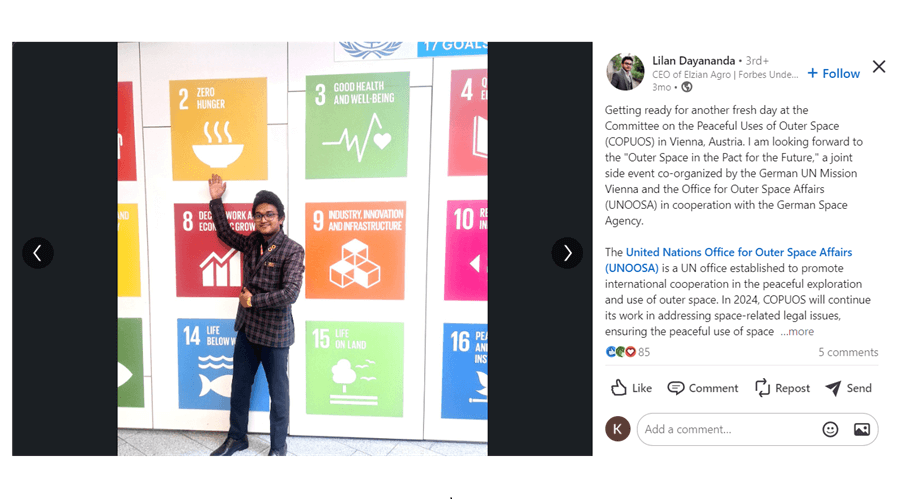 17 GOALS
2 ZERO
HUNGER
3 GOOD HEALTH
AND WELL-BEING
4
8
ECONOMIC GROW
9 INDUSTRY, INNOVATION
AND INFRASTRUCTURE
10
14 LIFE
BELOW W
15 LIFE
ON LAND
16
Lilan Dayananda • 3rd+
CEO of Elzian Agro | Forbes Unde...
3mo •
+ Follow
Getting ready for another fresh day at the
Committee on the Peaceful Uses of Outer Space
(COPUOS) in Vienna, Austria. I am looking forward to
the "Outer Space in the Pact for the Future," a joint
side event co-organized by the German UN Mission
Vienna and the Office for Outer Space Affairs
(UNOOSA) in cooperation with the German Space
Agency.
The United Nations Office for Outer Space Affairs
(UNOOSA) is a UN office established to promote
international cooperation in the peaceful exploration
and use of outer space. In 2024, COPUOS will continue
its work in addressing space-related legal issues,
ensuring the peaceful use of space ...more
85
5 comments
Like
Comment
Repost
Send
K
Add a comment...